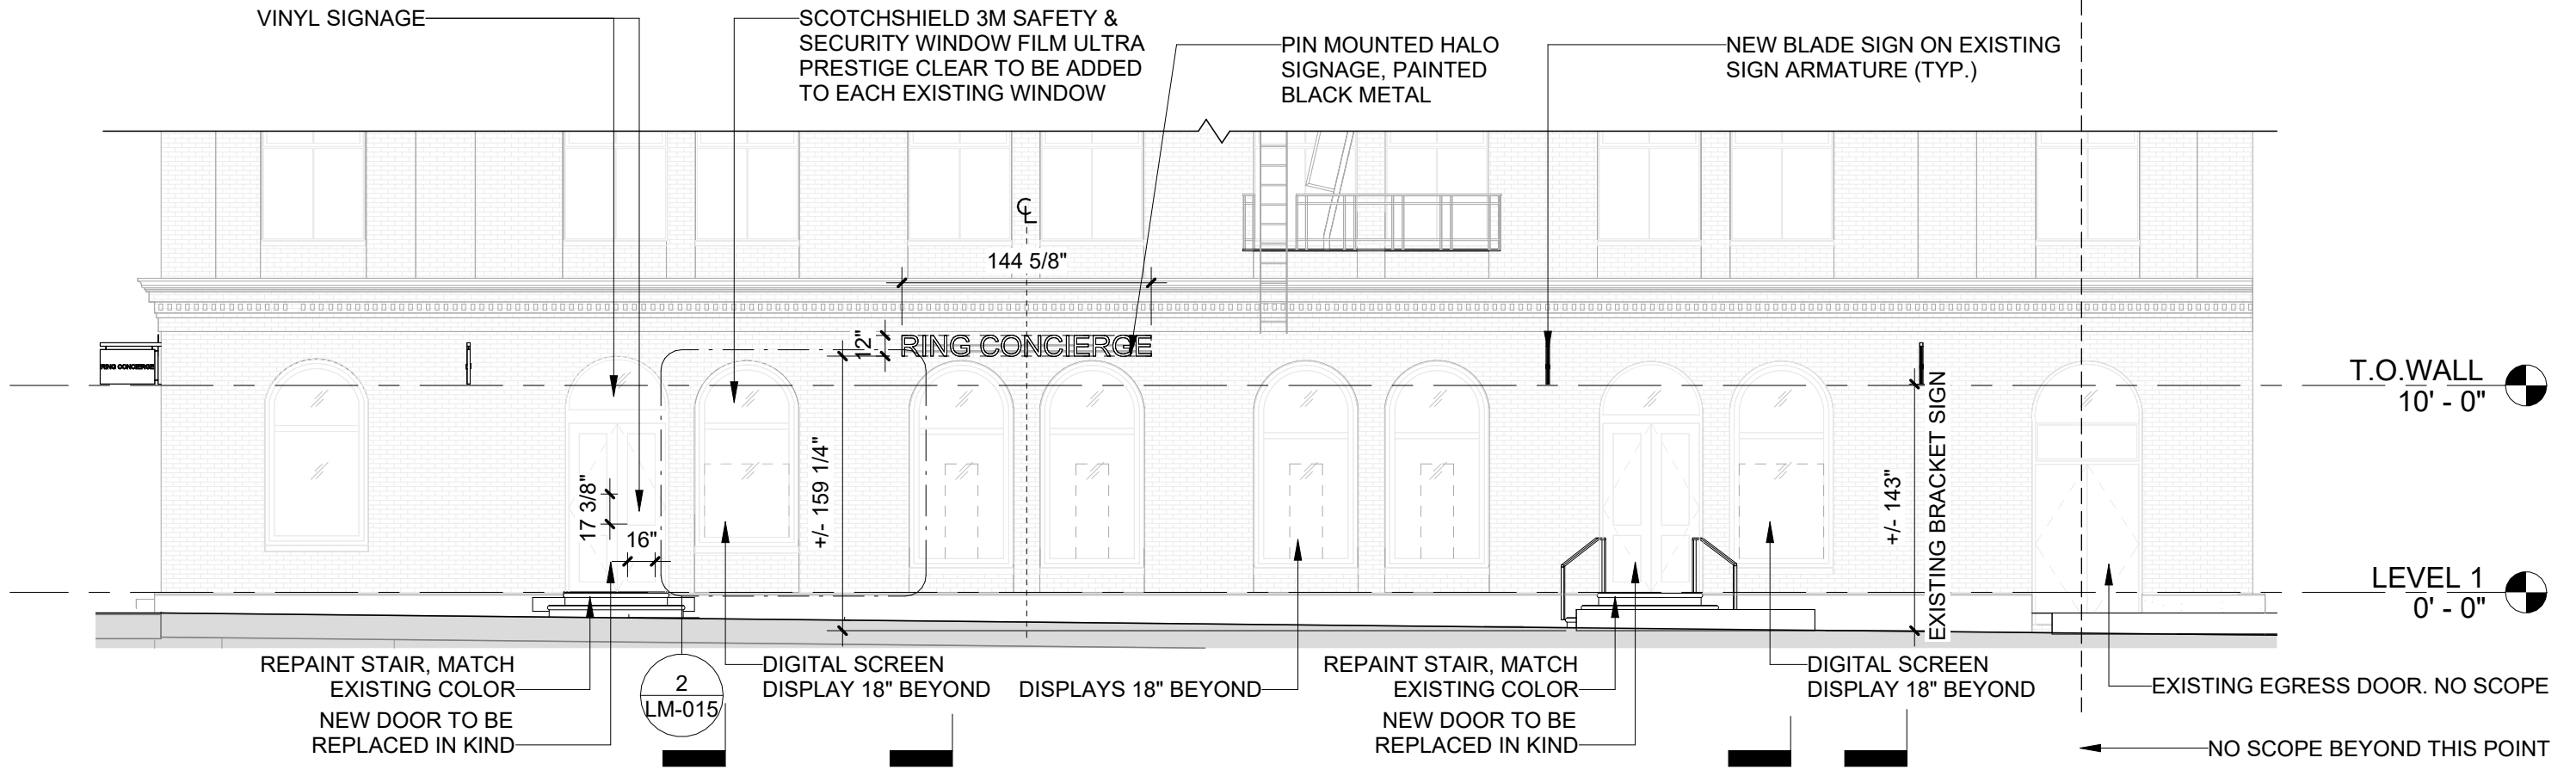 VINYL SIGNAGE
SCOTCHSHIELD 3M SAFETY &
SECURITY WINDOW FILM ULTRA
PRESTIGE CLEAR TO BE ADDED
TO EACH EXISTING WINDOW
PIN MOUNTED HALO
SIGNAGE, PAINTED
BLACK METAL
NEW BLADE SIGN ON EXISTING
SIGN ARMATURE (TYP.)
℄
144 5/8"
12"
RING CONCIERGE
RING CONCIERGE
T.O.WALL
10' - 0"
17 3/8"
16"
+/- 159 1/4"
+/- 143"
EXISTING BRACKET SIGN
LEVEL 1
0' - 0"
REPAINT STAIR, MATCH
EXISTING COLOR
NEW DOOR TO BE
REPLACED IN KIND
2
LM-015
DIGITAL SCREEN
DISPLAY 18" BEYOND
DISPLAYS 18" BEYOND
REPAINT STAIR, MATCH
EXISTING COLOR
NEW DOOR TO BE
REPLACED IN KIND
DIGITAL SCREEN
DISPLAY 18" BEYOND
EXISTING EGRESS DOOR. NO SCOPE
NO SCOPE BEYOND THIS POINT